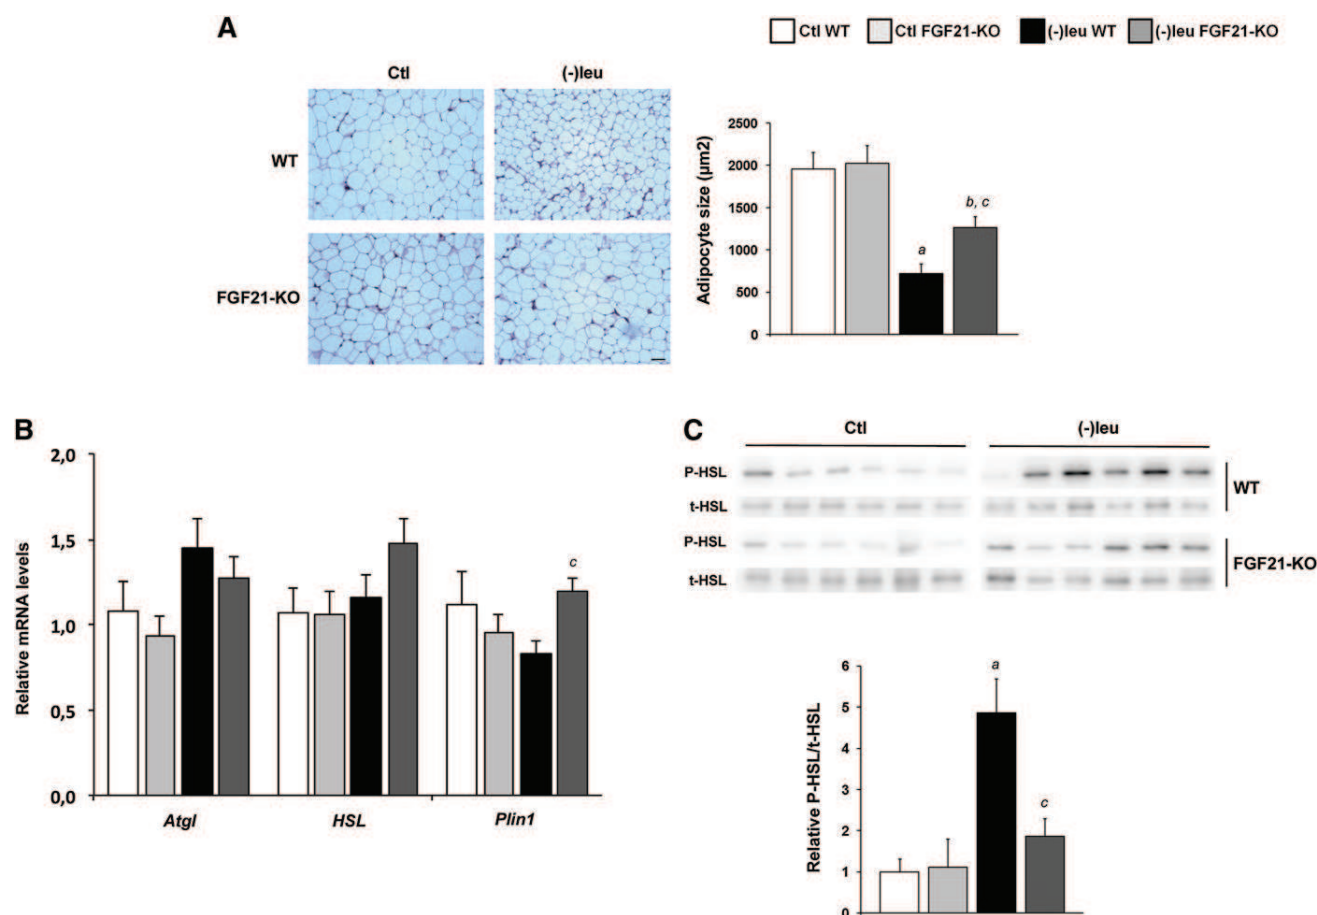 A
Ctl WT Ctl FGF21-KO (-)leu WT (-)leu FGF21-KO
Ctl (-)leu
WT
FGF21-KO
Adipocyte size (µm2)
2500
2000
1500
1000
500
0
a
b, c
B
Relative mRNA levels
2,0
1,5
1,0
0,5
0,0
c
Atgl HSL Plin1
C
Ctl (-)leu
P-HSL
t-HSL
WT
P-HSL
t-HSL
FGF21-KO
Relative P-HSL/t-HSL
6
5
4
3
2
1
0
a
c